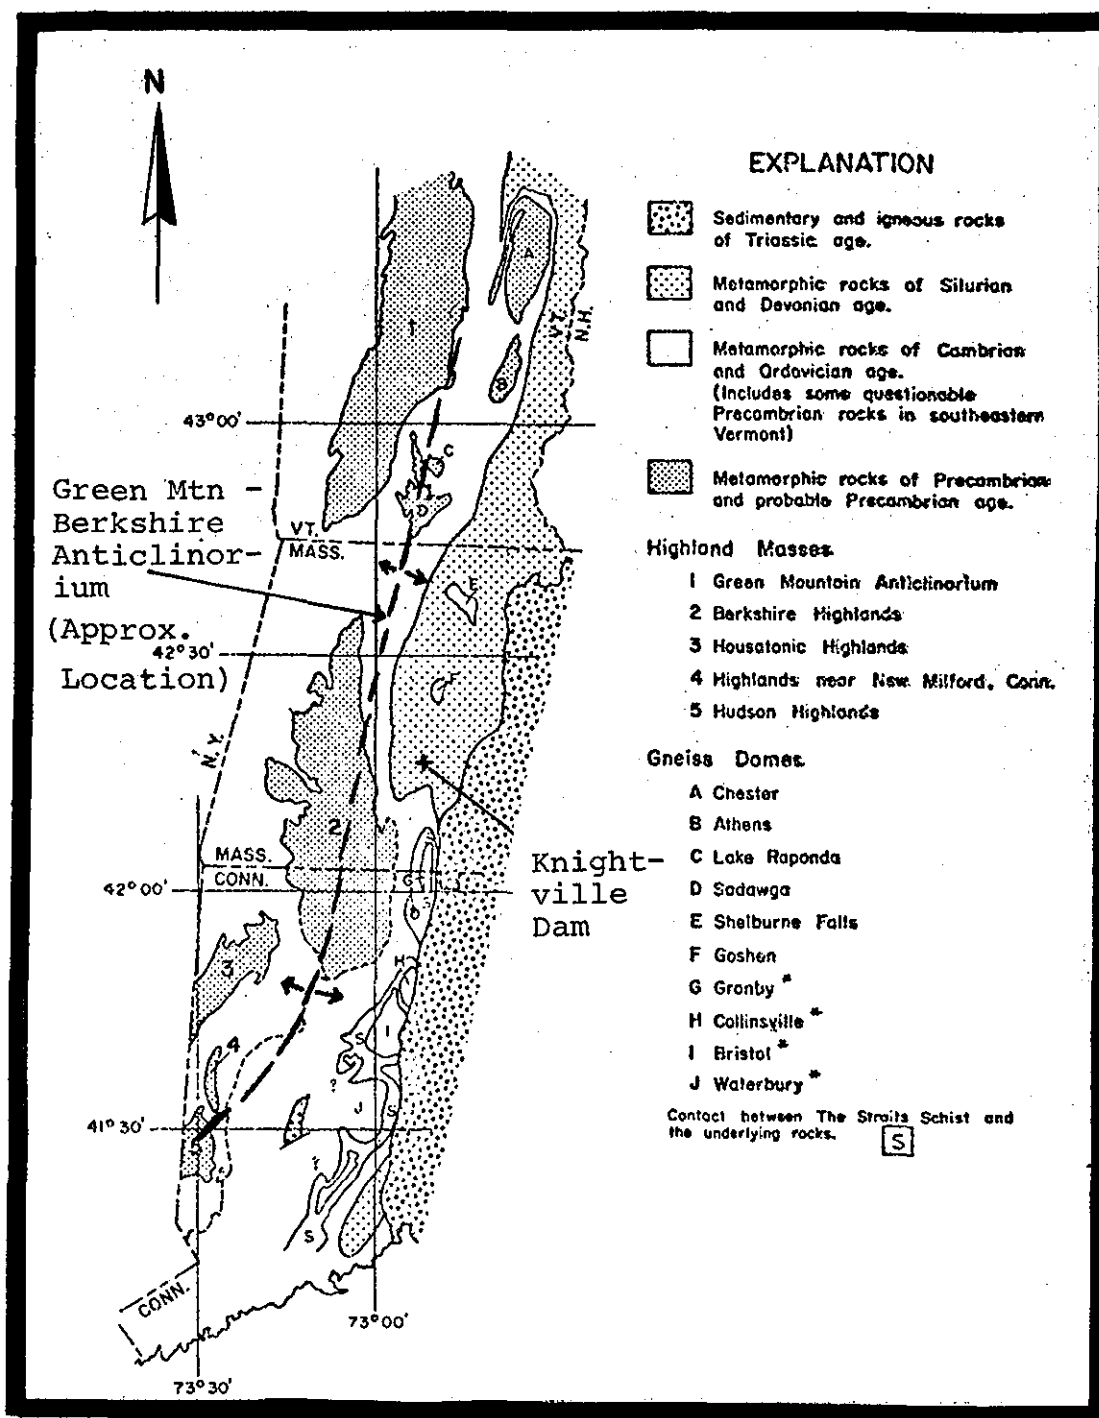 N
EXPLANATION
Sedimentary and igneous rocks
of Triassic age.
Metamorphic rocks of Silurian
and Devonian age.
Metamorphic rocks of Cambrian
and Ordovician age.
(Includes some questionable
Precambrian rocks in southeastern
Vermont)
Metamorphic rocks of Precambrian
and probable Precambrian age.
Highland Masses
1 Green Mountain Anticlinorium
2 Berkshire Highlands
3 Housatonic Highlands
4 Highlands near New Milford, Conn.
5 Hudson Highlands
Gneiss Domes
A Chester
B Athens
C Lake Raponda
D Sadawga
E Shelburne Falls
F Goshen
G Granby *
H Collinsville *
I Bristol *
J Waterbury *
Contact between The Straits Schist and
the underlying rocks. S
A
1
VT.
N.H.
B
43°00'
C
D
Green Mtn -
Berkshire
Anticlinor-
ium
(Approx.
Location)
VT.
MASS.
E
42°30'
F
N.Y.
2
Knight-
ville
Dam
MASS.
CONN.
G
42°00'
3
H
I
S
4
?
J
S
41°30'
5
?
S
CONN.
73°00'
73°30'